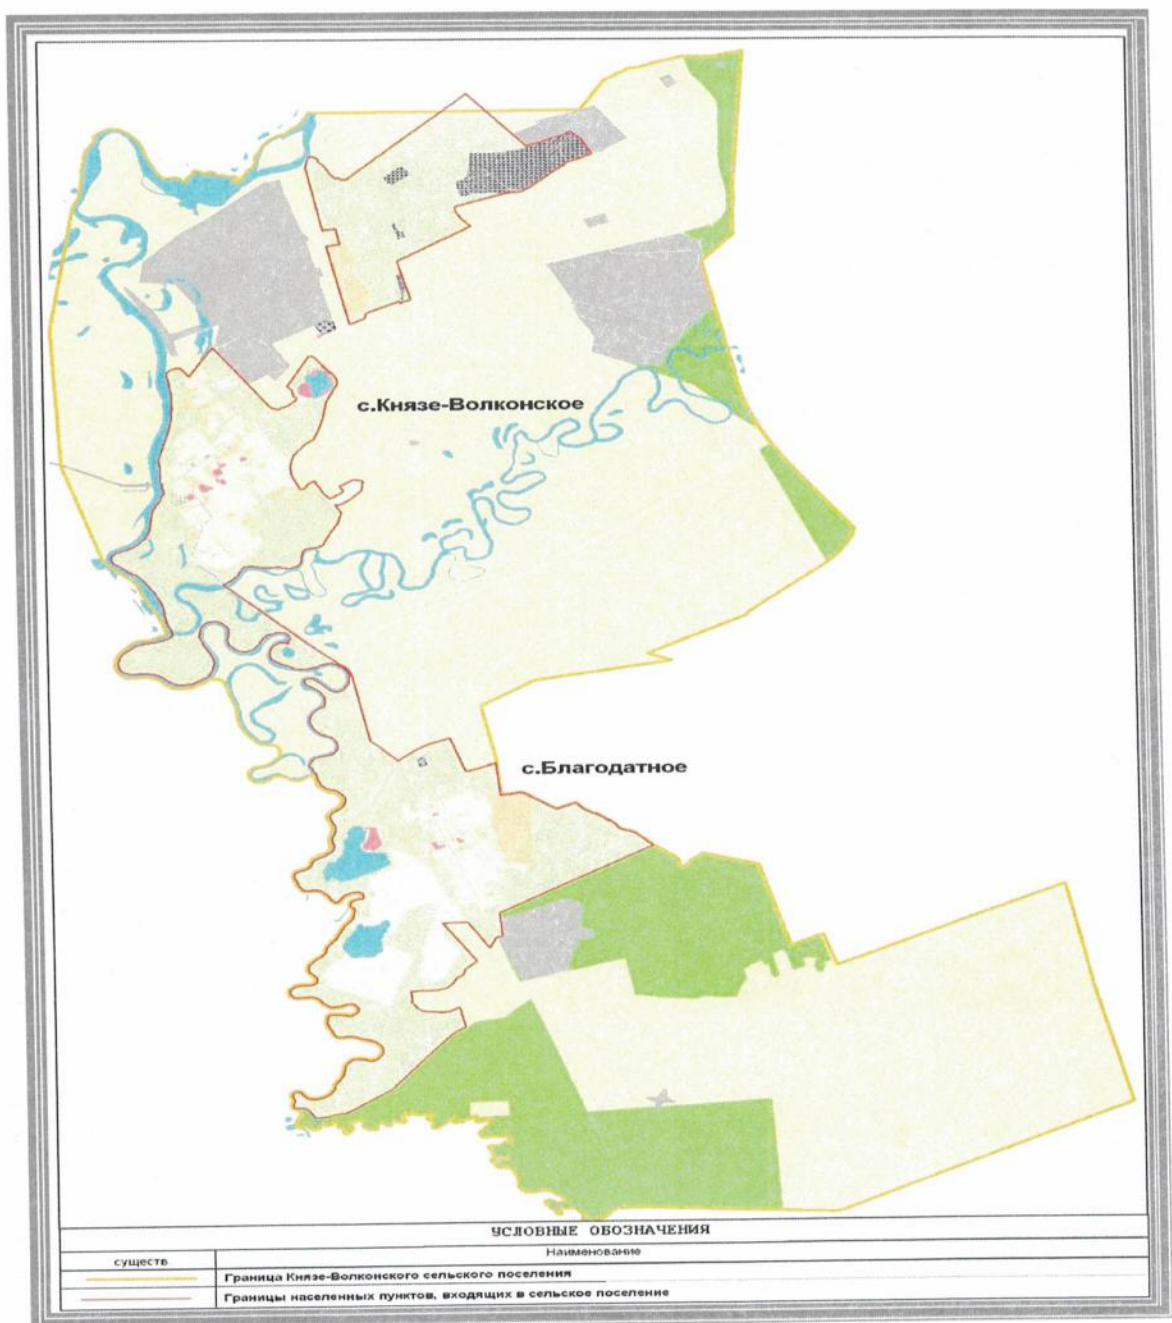 с.Князе-Волконское
с.Благодатное
УСЛОВНЫЕ ОБОЗНАЧЕНИЯ
существ
Наименование
Граница Князе-Волконского сельского поселения
Границы населенных пунктов, входящих в сельское поселение